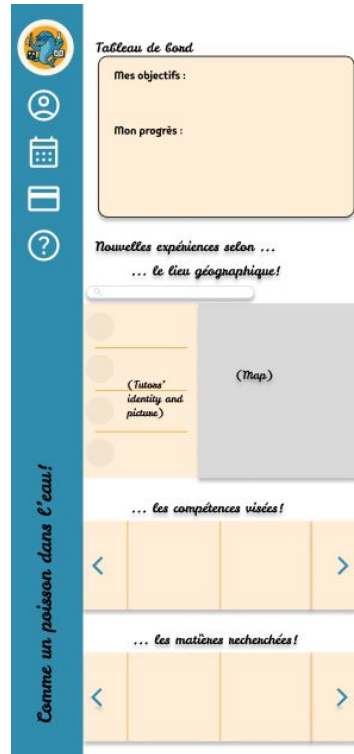 Tableau de bord
Mes objectifs :
Mon progrès :
Nouvelles expériences selon ...
... le lieu géographique!
(Tutors'
identity and
picture)
(Map)
... les compétences visées!
... les matières recherchées!
Comme un poisson dans l'eau!